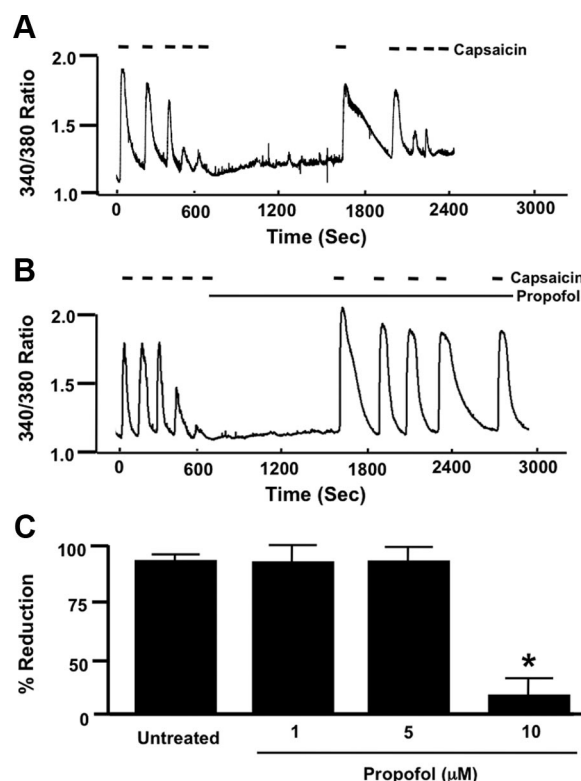 A
Capsaicin
2.0
1.5
1.0
340/380 Ratio
0 600 1200 1800 2400 3000
Time (Sec)
B
Capsaicin
Propofol
2.0
1.5
1.0
340/380 Ratio
0 600 1200 1800 2400 3000
Time (Sec)
C
100
75
50
0
% Reduction
*
Untreated 1 5 10
Propofol (μM)